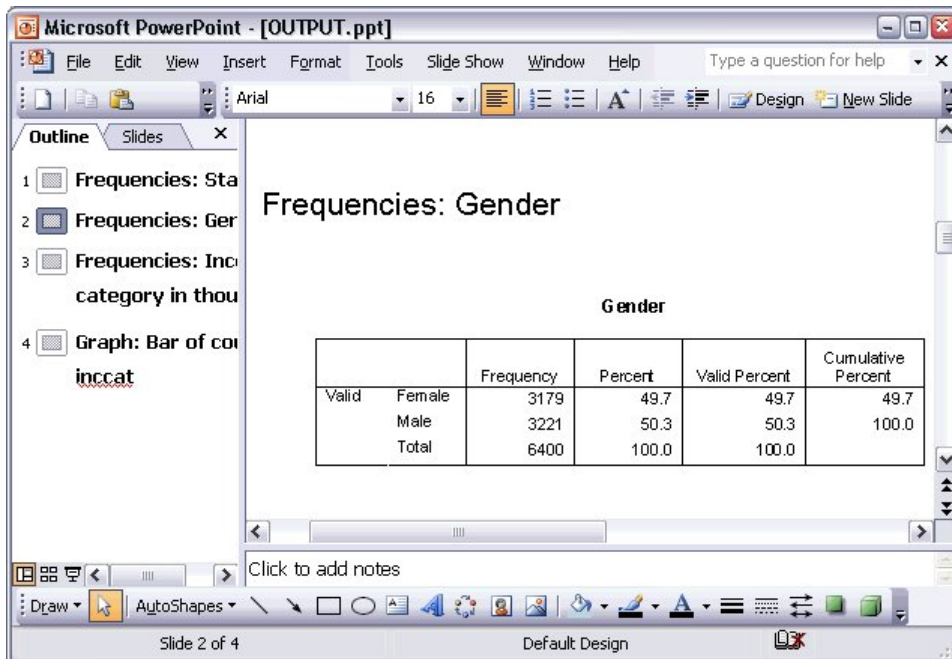 Microsoft PowerPoint - [OUTPUT.ppt]
File Edit View Insert Format Tools Slide Show Window Help Type a question for help
Arial 16 A Design New Slide
Outline Slides
1 Frequencies: Sta
2 Frequencies: Ger
3 Frequencies: Inc
category in thou
4 Graph: Bar of cou
inccat
Frequencies: Gender
Gender
Frequency Percent Valid Percent Cumulative Percent
Valid Female 3179 49.7 49.7 49.7
Male 3221 50.3 50.3 100.0
Total 6400 100.0 100.0
Click to add notes
Draw AutoShapes A
Slide 2 of 4 Default Design